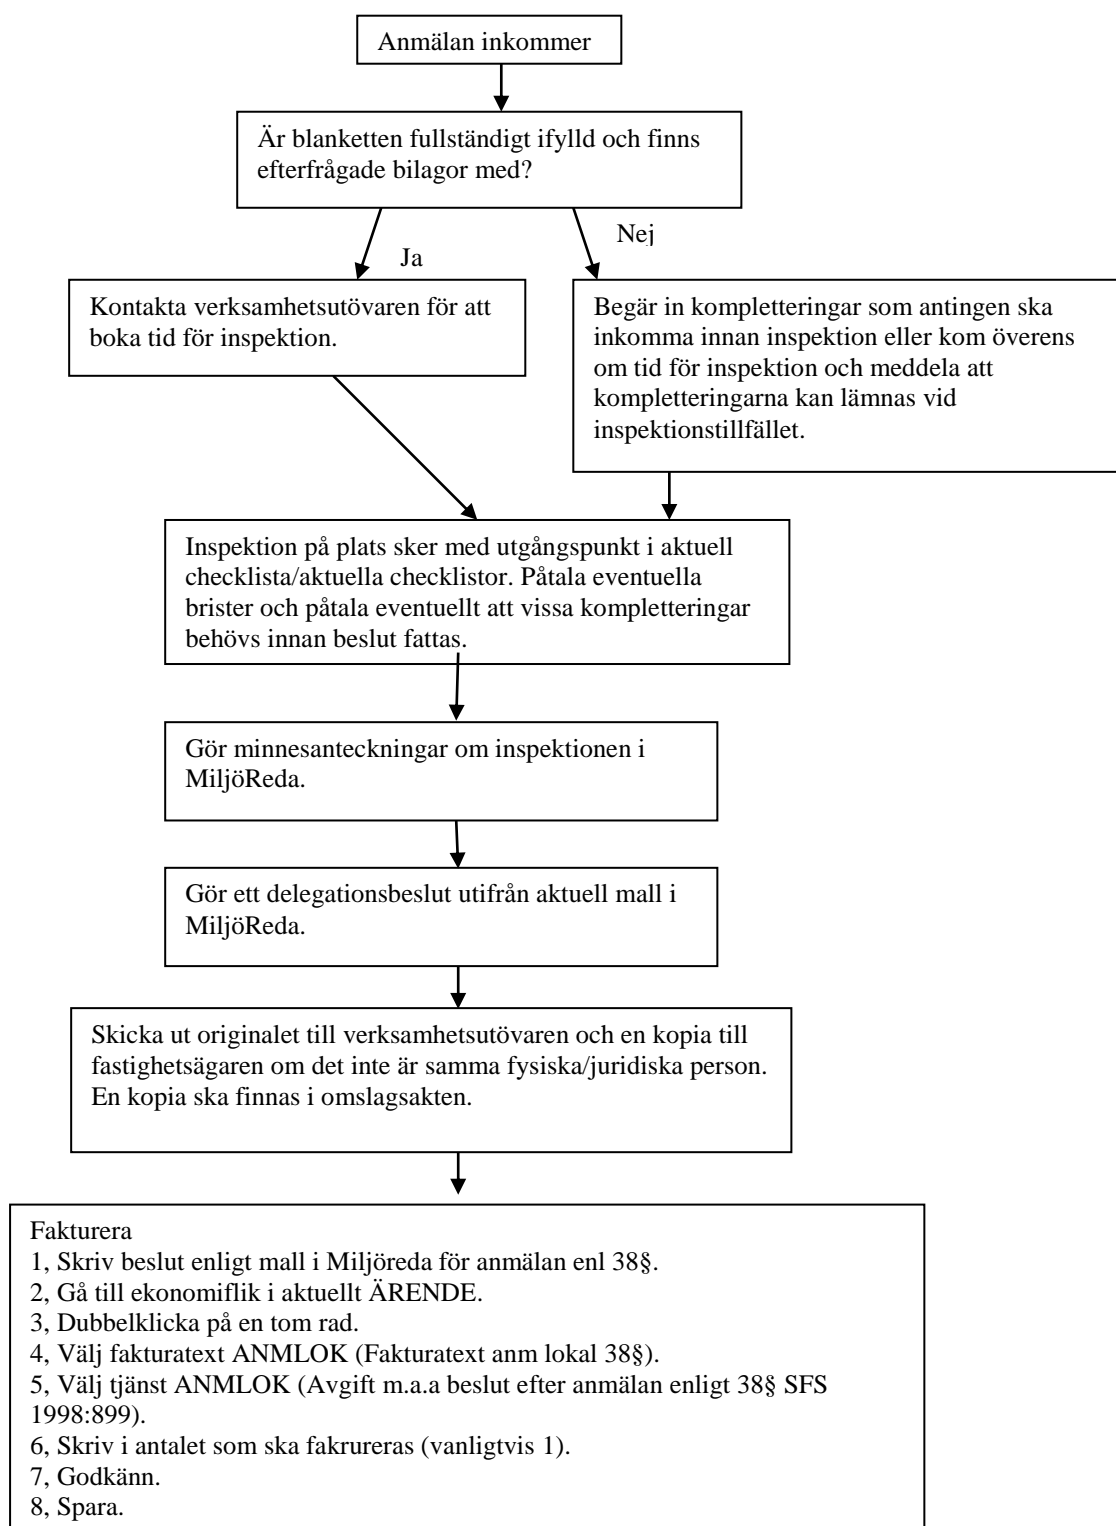 Anmälan inkommer
Är blanketten fullständigt ifylld och finns
efterfrågade bilagor med?
Ja
Nej
Kontakta verksamhetsutövaren för att
boka tid för inspektion.
Begär in kompletteringar som antingen ska
inkomma innan inspektion eller kom överens
om tid för inspektion och meddela att
kompletteringarna kan lämnas vid
inspektionstillfället.
Inspektion på plats sker med utgångspunkt i aktuell
checklista/aktuella checklistor. Påtala eventuella
brister och påtala eventuellt att vissa kompletteringar
behövs innan beslut fattas.
Gör minnesanteckningar om inspektionen i
MiljöReda.
Gör ett delegationsbeslut utifrån aktuell mall i
MiljöReda.
Skicka ut originalet till verksamhetsutövaren och en kopia till
fastighetsägaren om det inte är samma fysiska/juridiska person.
En kopia ska finnas i omslagsakten.
Fakturera
1, Skriv beslut enligt mall i Miljöreda för anmälan enl 38§.
2, Gå till ekonomiflik i aktuellt ÄRENDE.
3, Dubbelklicka på en tom rad.
4, Välj fakturatext ANMLOK (Fakturatext anm lokal 38§).
5, Välj tjänst ANMLOK (Avgift m.a.a beslut efter anmälan enligt 38§ SFS
1998:899).
6, Skriv i antalet som ska fakrureras (vanligtvis 1).
7, Godkänn.
8, Spara.